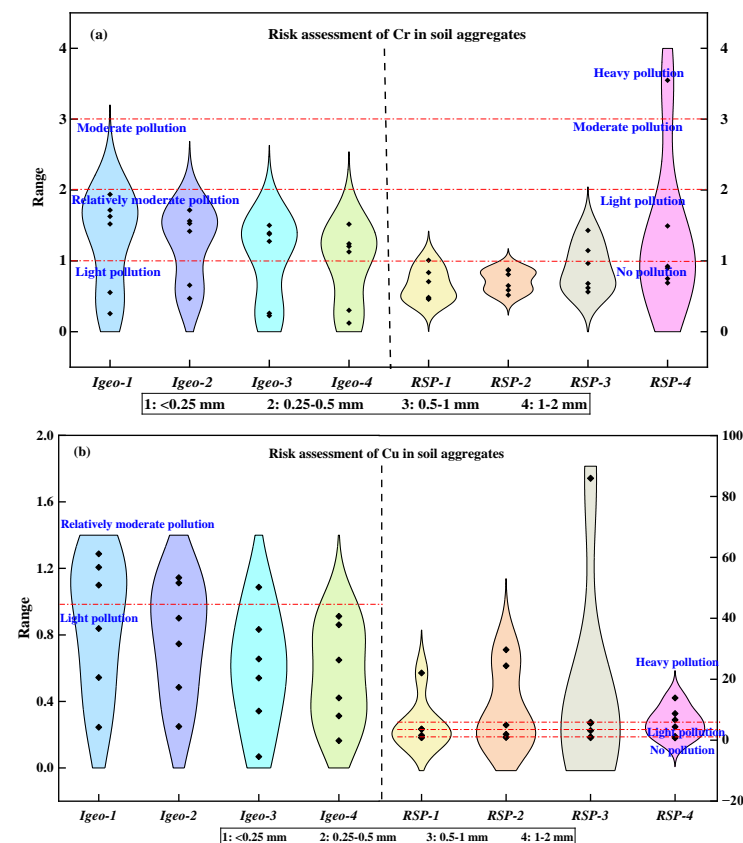 (a) Risk assessment of Cr in soil aggregates
4 4
Heavy pollution
3 3
Moderate pollution Moderate pollution
2 2
Relatively moderate pollution Light pollution
Range
1 1
Light pollution No pollution
0 0
Igeo-1 Igeo-2 Igeo-3 Igeo-4 RSP-1 RSP-2 RSP-3 RSP-4
1: <0.25 mm 2: 0.25-0.5 mm 3: 0.5-1 mm 4: 1-2 mm
2.0 100
(b) Risk assessment of Cu in soil aggregates
80
1.6
Relatively moderate pollution
60
1.2
40
Light pollution
Range
0.8
Heavy pollution
20
0.4
Light pollution
0
No pollution
0.0
-20
Igeo-1 Igeo-2 Igeo-3 Igeo-4 RSP-1 RSP-2 RSP-3 RSP-4
1: <0.25 mm 2: 0.25-0.5 mm 3: 0.5-1 mm 4: 1-2 mm